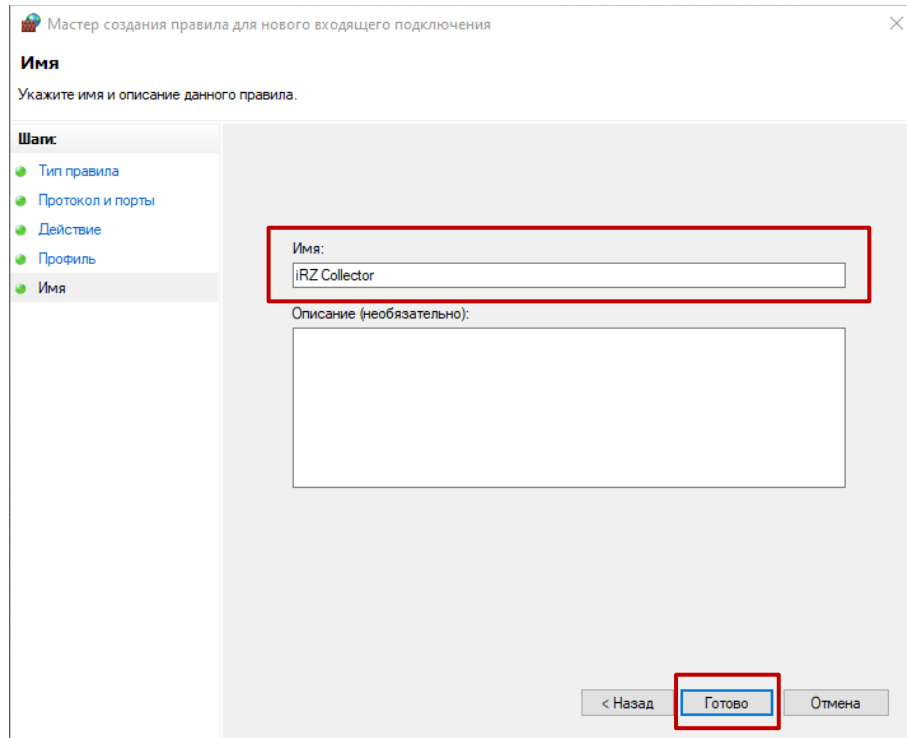 Мастер создания правила для нового входящего подключения
Имя
Укажите имя и описание данного правила.
Шаги:
Тип правила
Протокол и порты
Действие
Профиль
Имя
Имя:
iRZ Collector
Описание (необязательно):
< Назад
Готово
Отмена